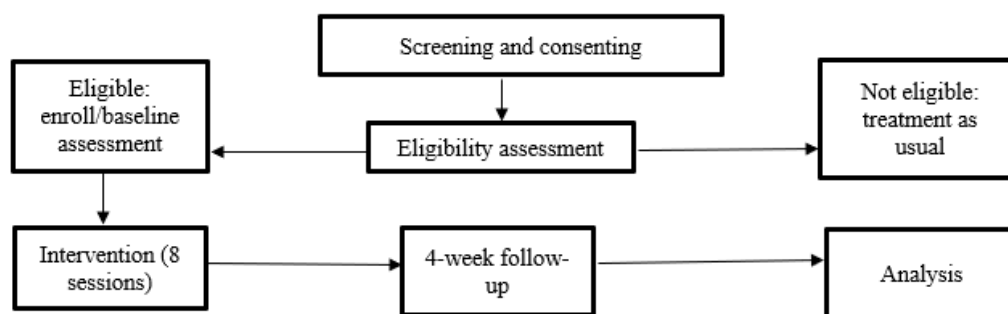 Screening and consenting
Eligible:
enroll/baseline
assessment
Eligibility assessment
Not eligible:
treatment as
usual
Intervention (8
sessions)
4-week follow-
up
Analysis